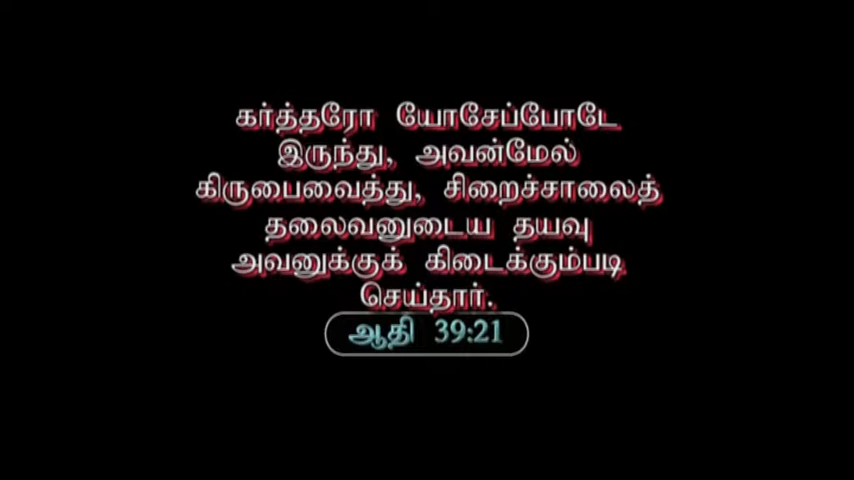 கர்த்தரோ யோசேப்போடே
இருந்து, அவன்மேல்
கிருபைவைத்து, சிறைச்சாலைத்
தலைவனுடைய தயவு
அவனுக்குக் கிடைக்கும்படி
செய்தார்.
ஆதி 39:21